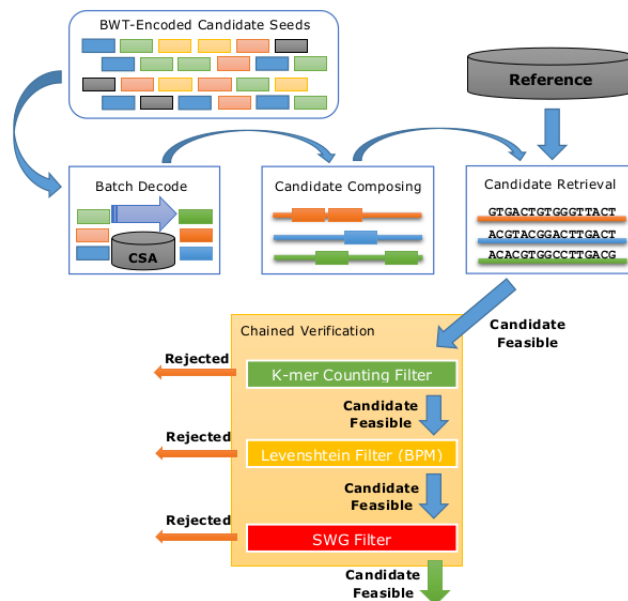 BWT-Encoded Candidate Seeds
Reference
Batch Decode
CSA
Candidate Composing
Candidate Retrieval
GTGACTGTGGGTTACT
ACGTACGGACTTGACT
ACACGTGGCCTTGACG
Candidate
Feasible
Chained Verification
Rejected
K-mer Counting Filter
Candidate
Feasible
Rejected
Levenshtein Filter (BPM)
Candidate
Feasible
Rejected
SWG Filter
Candidate
Feasible